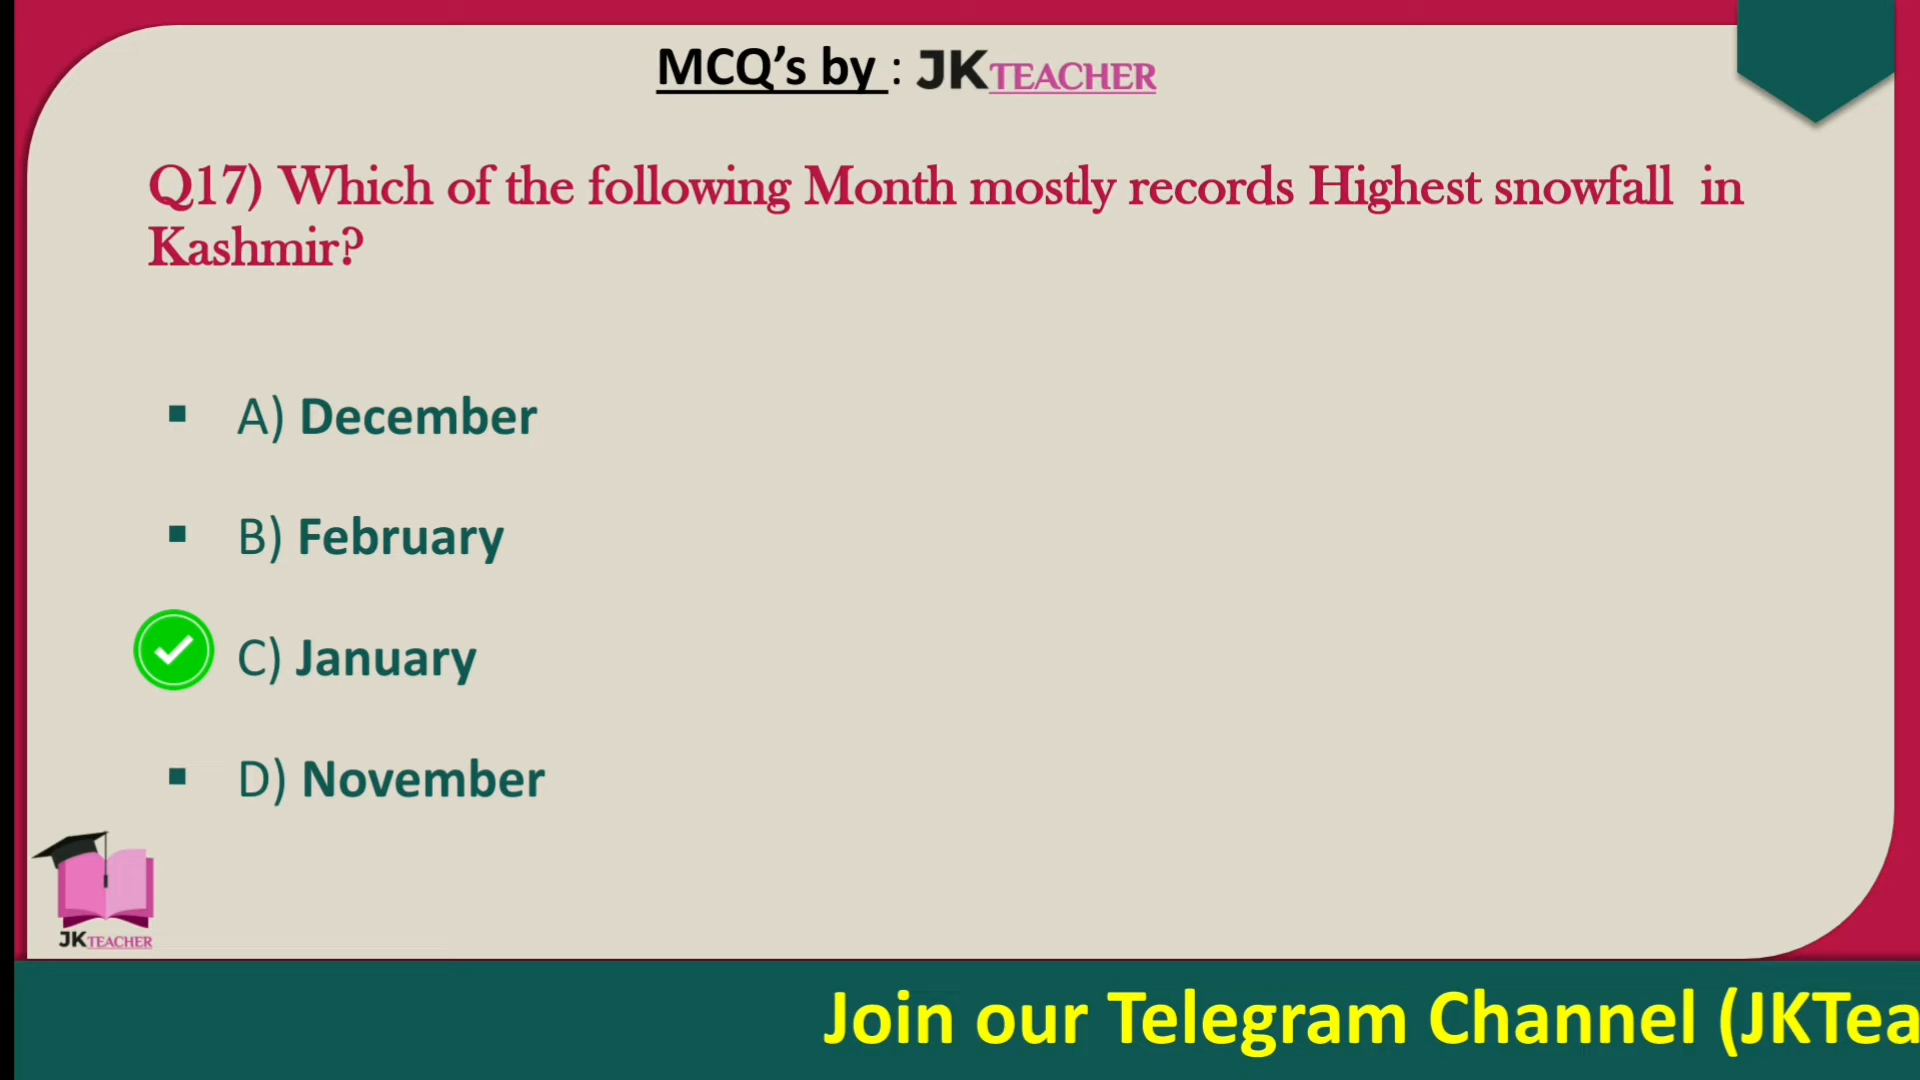 MCQ’s by : JKTEACHER
Q17) Which of the following Month mostly records Highest snowfall in
Kashmir?
A) December
B) February
C) January
D) November
JKTEACHER
Join our Telegram Channel (JKTea